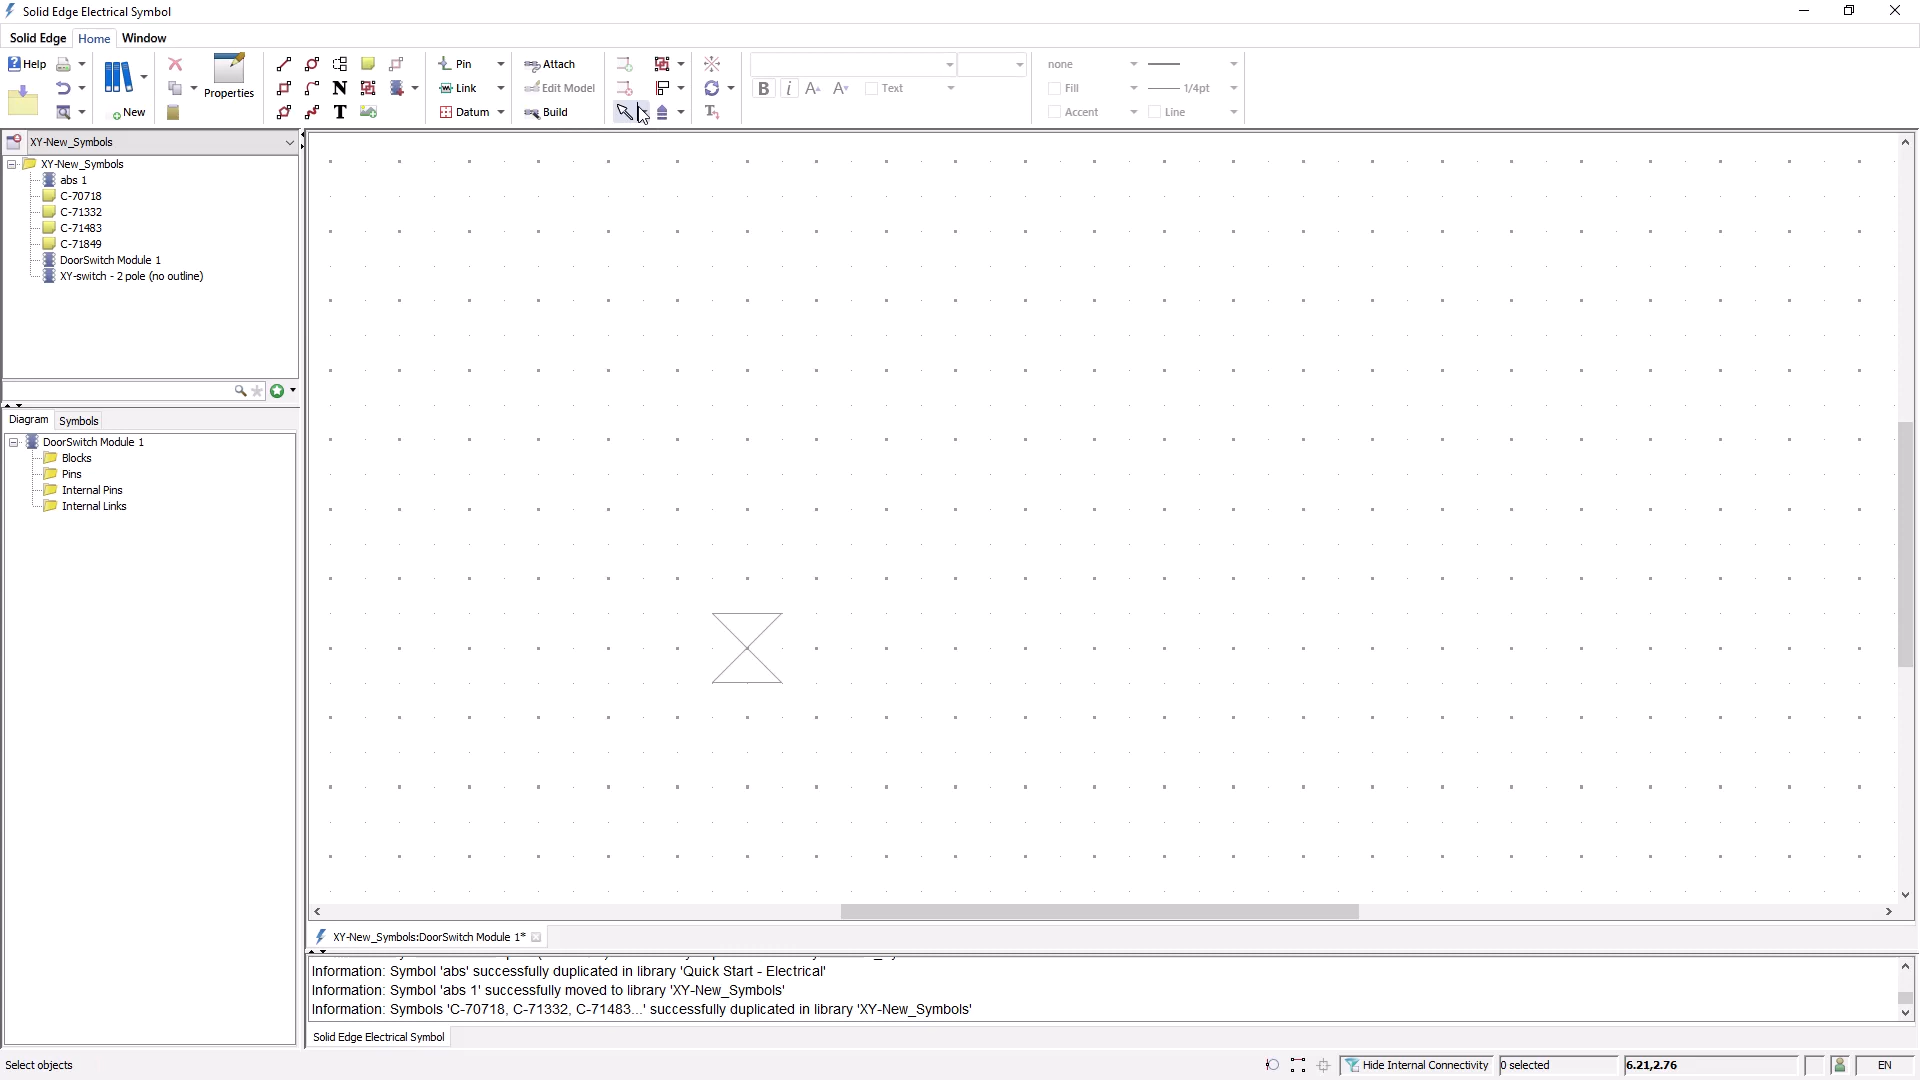 Solid Edge Electrical Symbol
Solid Edge Home Window
Help
New
Properties
Pin
Link
Datum
Attach
Edit Model
Build
Text
none
Fill
Accent
1/4pt
Line
XY-New_Symbols
XY-New_Symbols
abs 1
C-70718
C-71332
C-71483
C-71849
DoorSwitch Module 1
XY-switch - 2 pole (no outline)
Diagram Symbols
DoorSwitch Module 1
Blocks
Pins
Internal Pins
Internal Links
XY-New_Symbols:DoorSwitch Module 1*
Information: Symbol 'abs' successfully duplicated in library 'Quick Start - Electrical'
Information: Symbol 'abs 1' successfully moved to library 'XY-New_Symbols'
Information: Symbols 'C-70718, C-71332, C-71483...' successfully duplicated in library 'XY-New_Symbols'
Solid Edge Electrical Symbol
Select objects
Hide Internal Connectivity
0 selected
6.21,2.76
EN